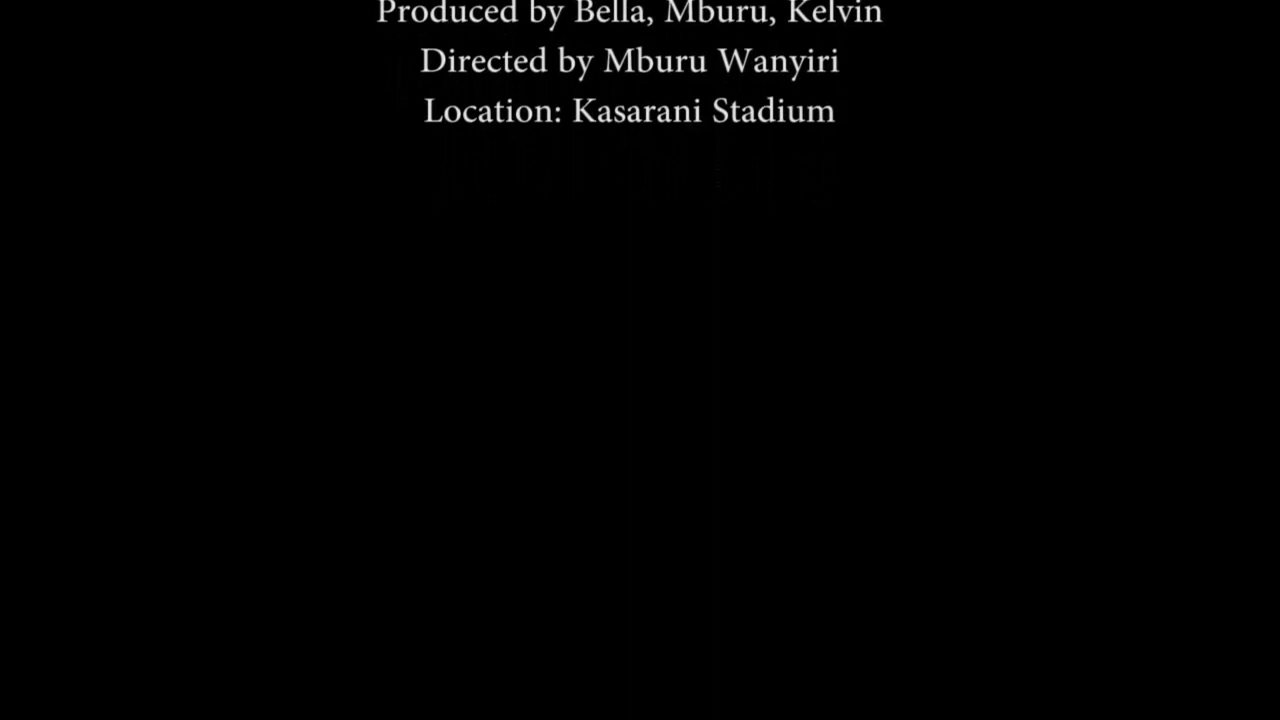 Produced by Bella, Mburu, Kelvin
Directed by Mburu Wanyiri
Location: Kasarani Stadium